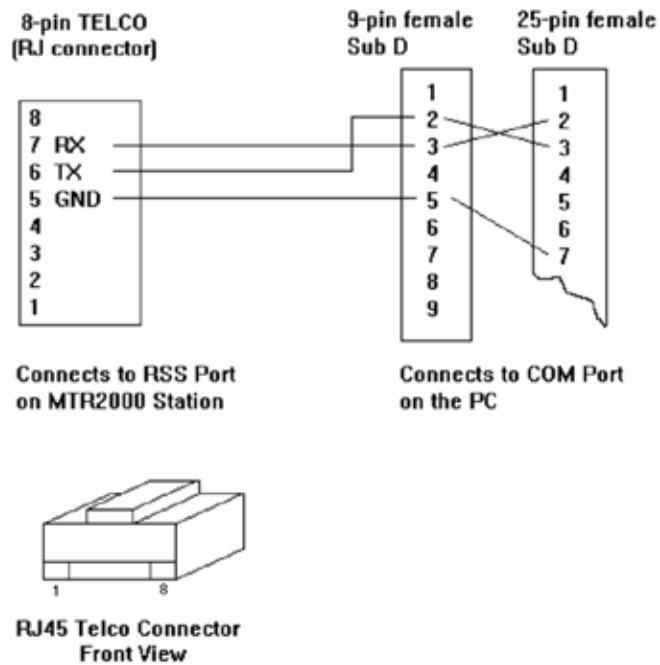 8-pin TELCO
(RJ connector)
9-pin female
Sub D
25-pin female
Sub D
8
7 RX
6 TX
5 GND
4
3
2
1
1
2
3
4
5
6
7
8
9
1
2
3
4
5
6
7
Connects to RSS Port
on MTR2000 Station
Connects to COM Port
on the PC
1 8
RJ45 Telco Connector
Front View